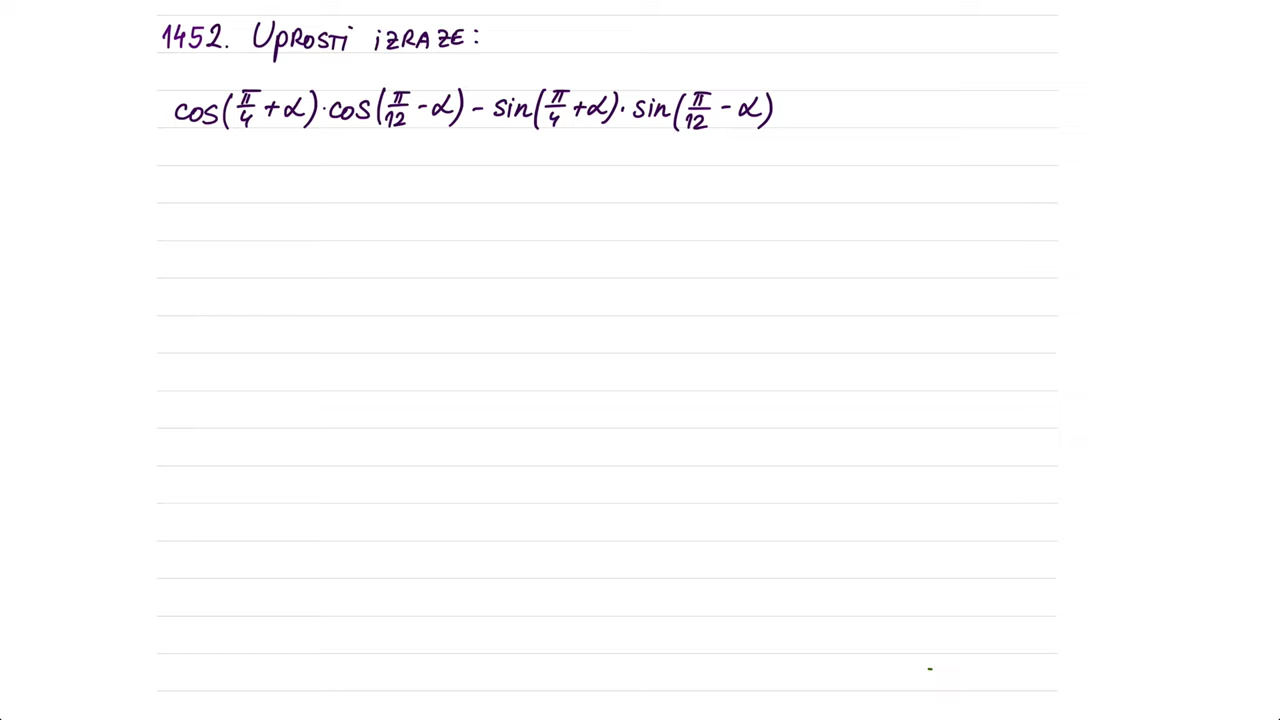 1452. Uprosti izraze:
cos(π/4 + α) · cos(π/12 - α) - sin(π/4 + α) · sin(π/12 - α)